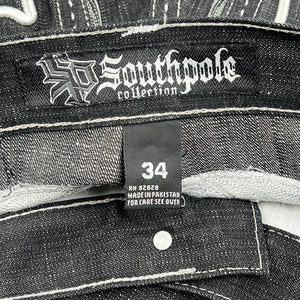 SP Southpole
collection
34
RN 82628
MADE IN PAKISTAN
FOR CARE SEE OVER